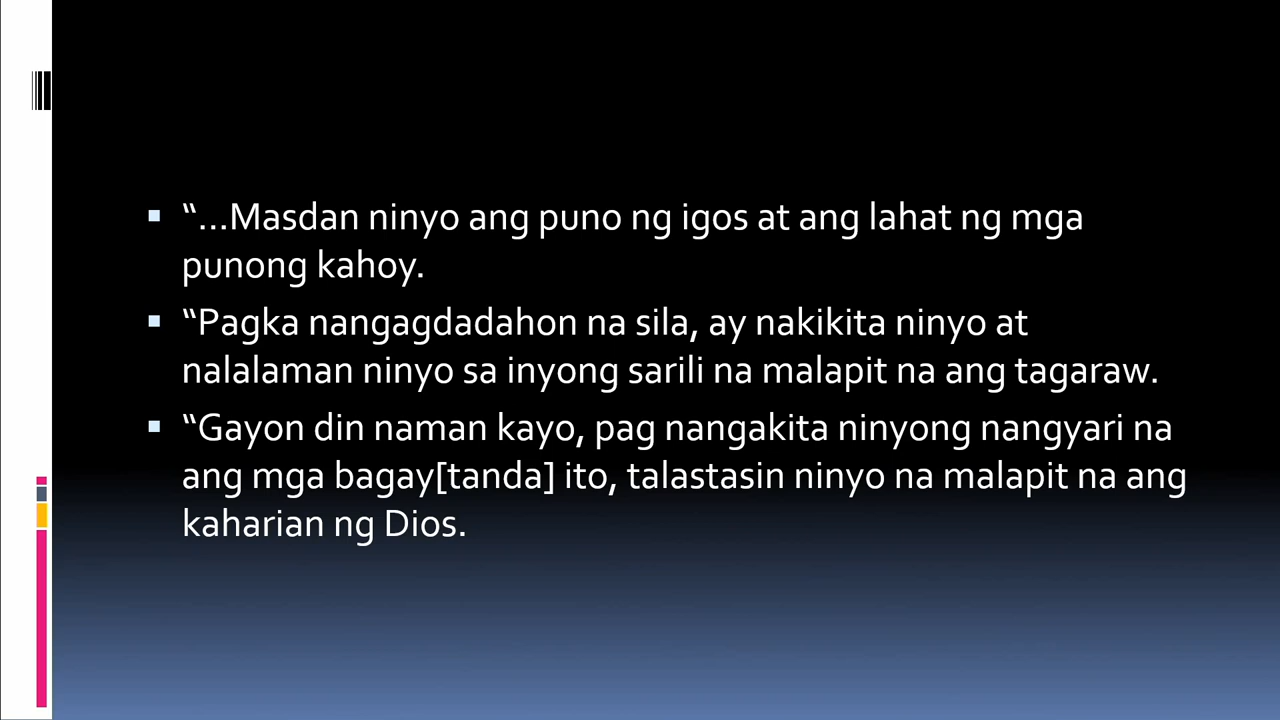 “...Masdan ninyo ang puno ng igos at ang lahat ng mga
punong kahoy.
“Pagka nangagdadahon na sila, ay nakikita ninyo at
nalalaman ninyo sa inyong sarili na malapit na ang tagaraw.
“Gayon din naman kayo, pag nangakita ninyong nangyari na
ang mga bagay[tanda] ito, talastasin ninyo na malapit na ang
kaharian ng Dios.